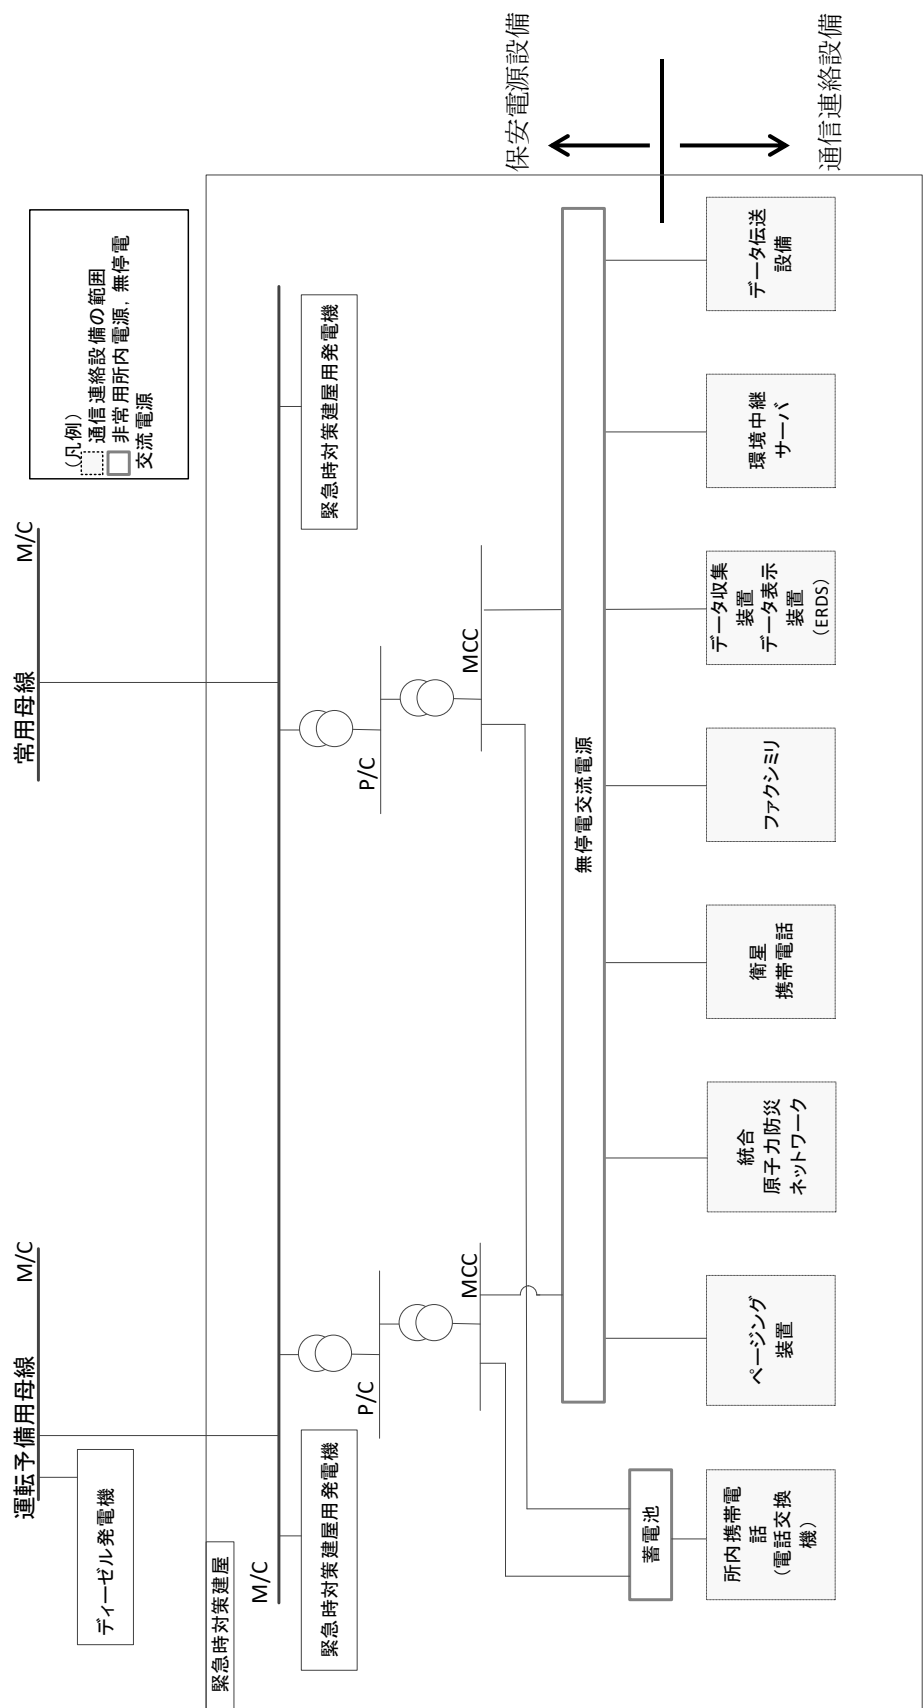 運転予備用母線
M/C
常用母線
M/C
(凡例)
通信連絡設備の範囲
非常用所内電源，無停電
交流電源
ディーゼル発電機
緊急時対策建屋
M/C
緊急時対策建屋用発電機
緊急時対策建屋用発電機
P/C
MCC
P/C
MCC
無停電交流電源
蓄電池
保安電源設備
通信連絡設備
所内携帯電
話
(電話交換
機)
ページング
装置
統合
原子力防災
ネットワーク
衛星
携帯電話
ファクシミリ
データ収集
装置
データ表示
装置
(ERDS)
環境中継
サーバ
データ伝送
設備